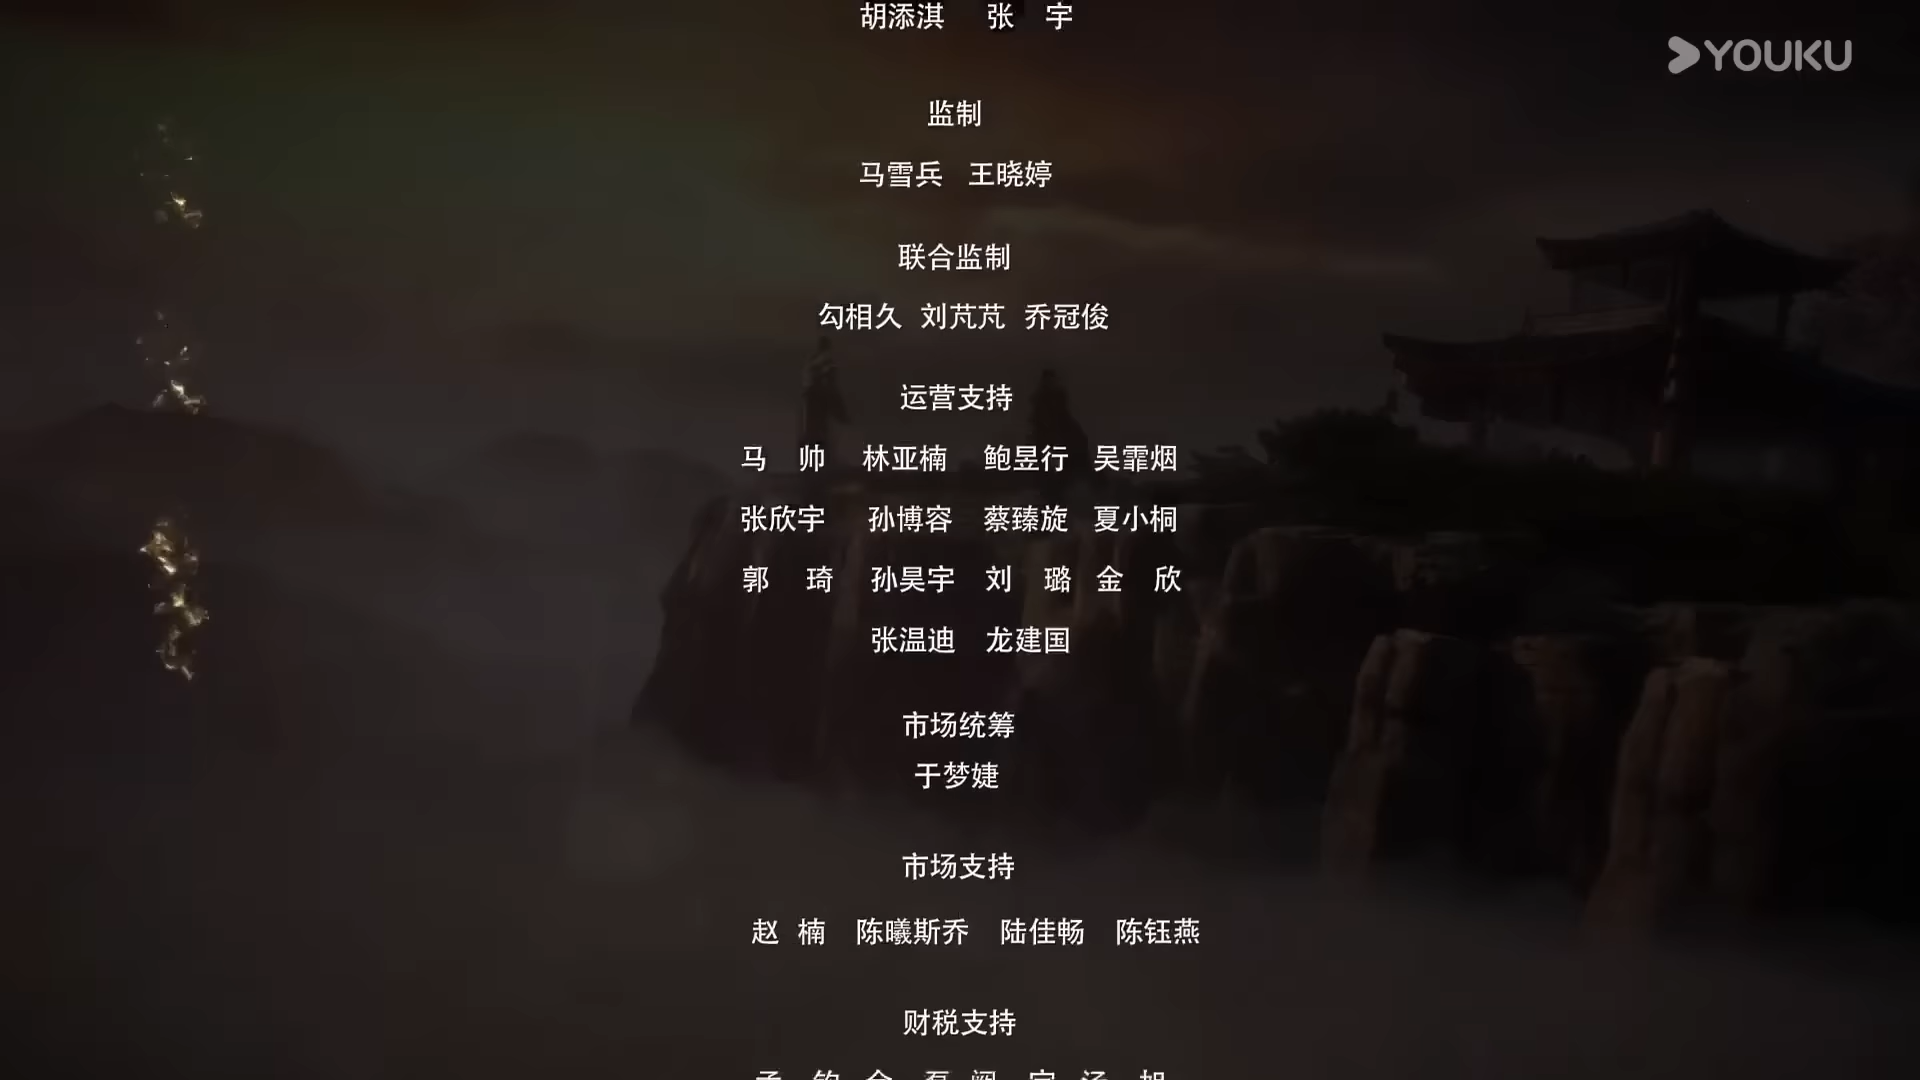 胡添淇 张 宇
YOUKU
监制
马雪兵 王晓婷
联合监制
勾相久 刘芃芃 乔冠俊
运营支持
马 帅 林亚楠 鲍昱行 吴霏烟
张欣宇 孙博容 蔡臻旋 夏小桐
郭 琦 孙昊宇 刘 璐 金 欣
张温迪 龙建国
市场统筹
于梦婕
市场支持
赵 楠 陈曦斯乔 陆佳畅 陈钰燕
财税支持